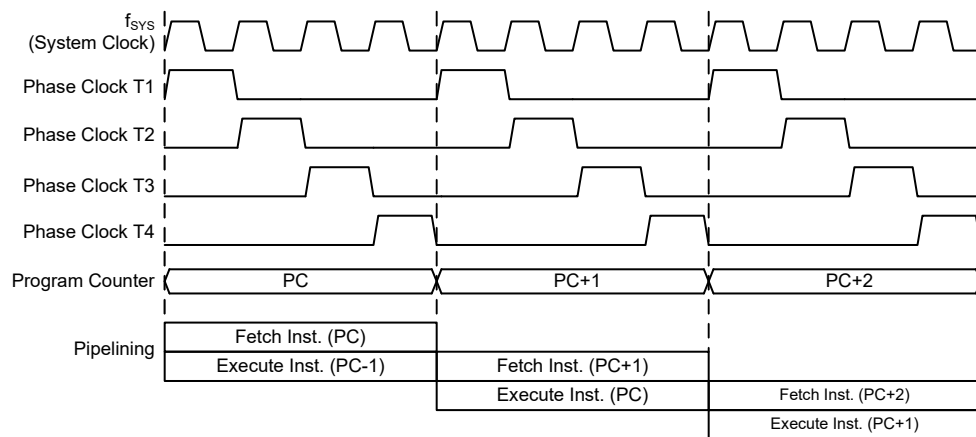 fSYS
(System Clock)
Phase Clock T1
Phase Clock T2
Phase Clock T3
Phase Clock T4
Program Counter PC PC+1 PC+2
Pipelining
Fetch Inst. (PC)
Execute Inst. (PC-1) Fetch Inst. (PC+1)
Execute Inst. (PC) Fetch Inst. (PC+2)
Execute Inst. (PC+1)